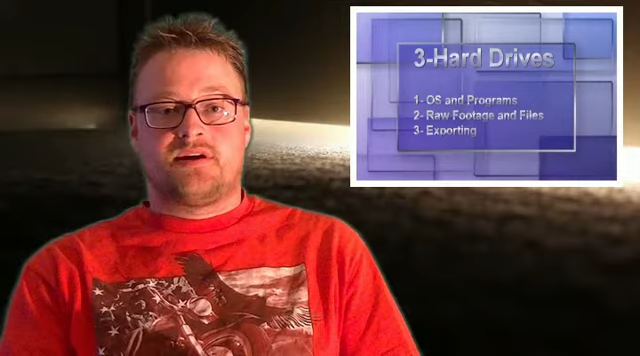 3-Hard Drives
1- OS and Programs
2- Raw Footage and Files
3- Exporting